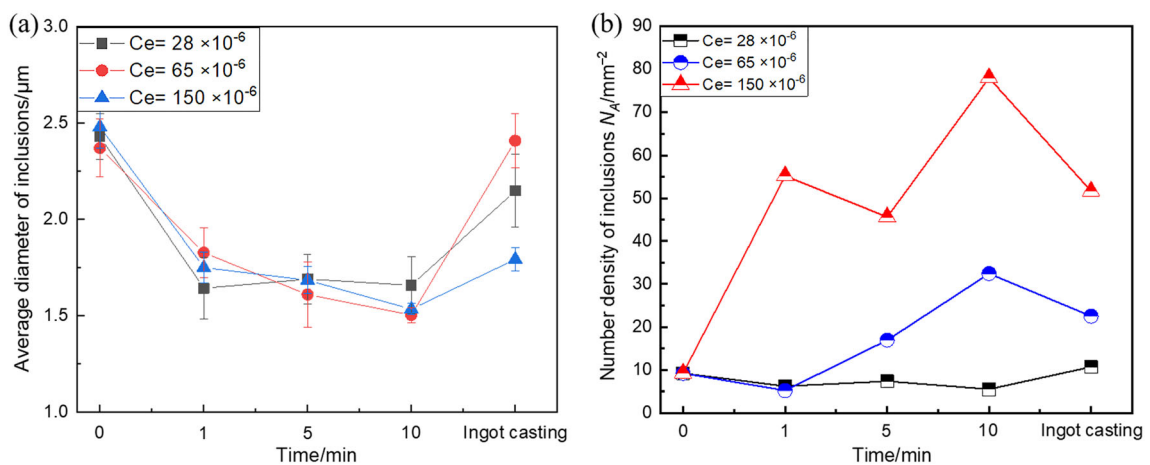 (a)
Ce= 28 ×10⁻⁶
Ce= 65 ×10⁻⁶
Ce= 150 ×10⁻⁶
Average diameter of inclusions/μm
3.0
2.5
2.0
1.5
1.0
0
1
5
10
Ingot casting
Time/min
(b)
Ce= 28 ×10⁻⁶
Ce= 65 ×10⁻⁶
Ce= 150 ×10⁻⁶
Number density of inclusions N_A/mm⁻²
90
80
70
60
50
40
30
20
10
0
0
1
5
10
Ingot casting
Time/min